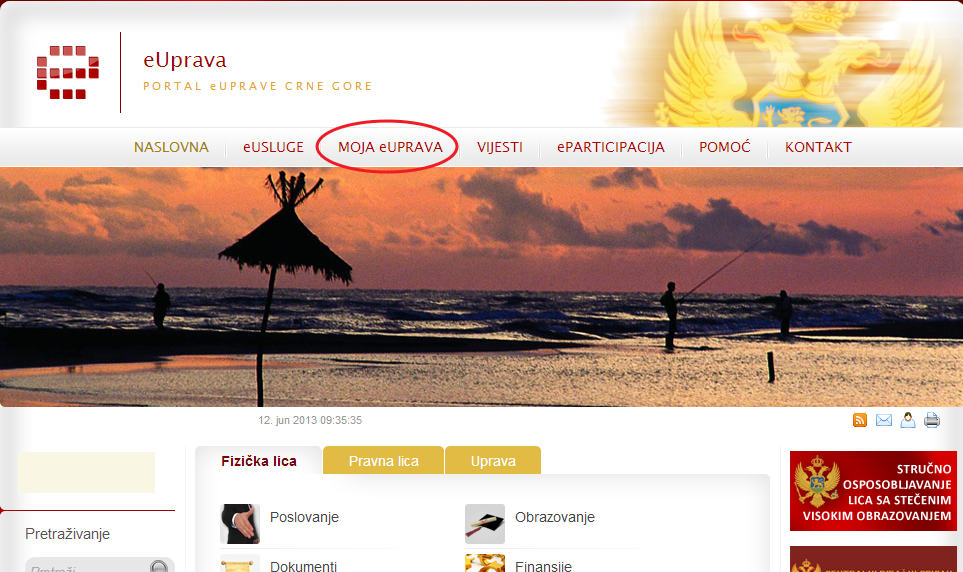 eUprava
PORTAL eUPRAVE CRNE GORE
NASLOVNA eUSLUGE MOJA eUPRAVA VIJESTI ePARTICIPACIJA POMOĆ KONTAKT
12. jun 2013 09:35:35
Fizička lica Pravna lica Uprava
Pretraživanje
Pretraži
Poslovanje
Obrazovanje
Dokumenti
Finansije
STRUČNO
OSPOSOBLJAVANJE
LICA SA STEČENIM
VISOKIM OBRAZOVANJEM